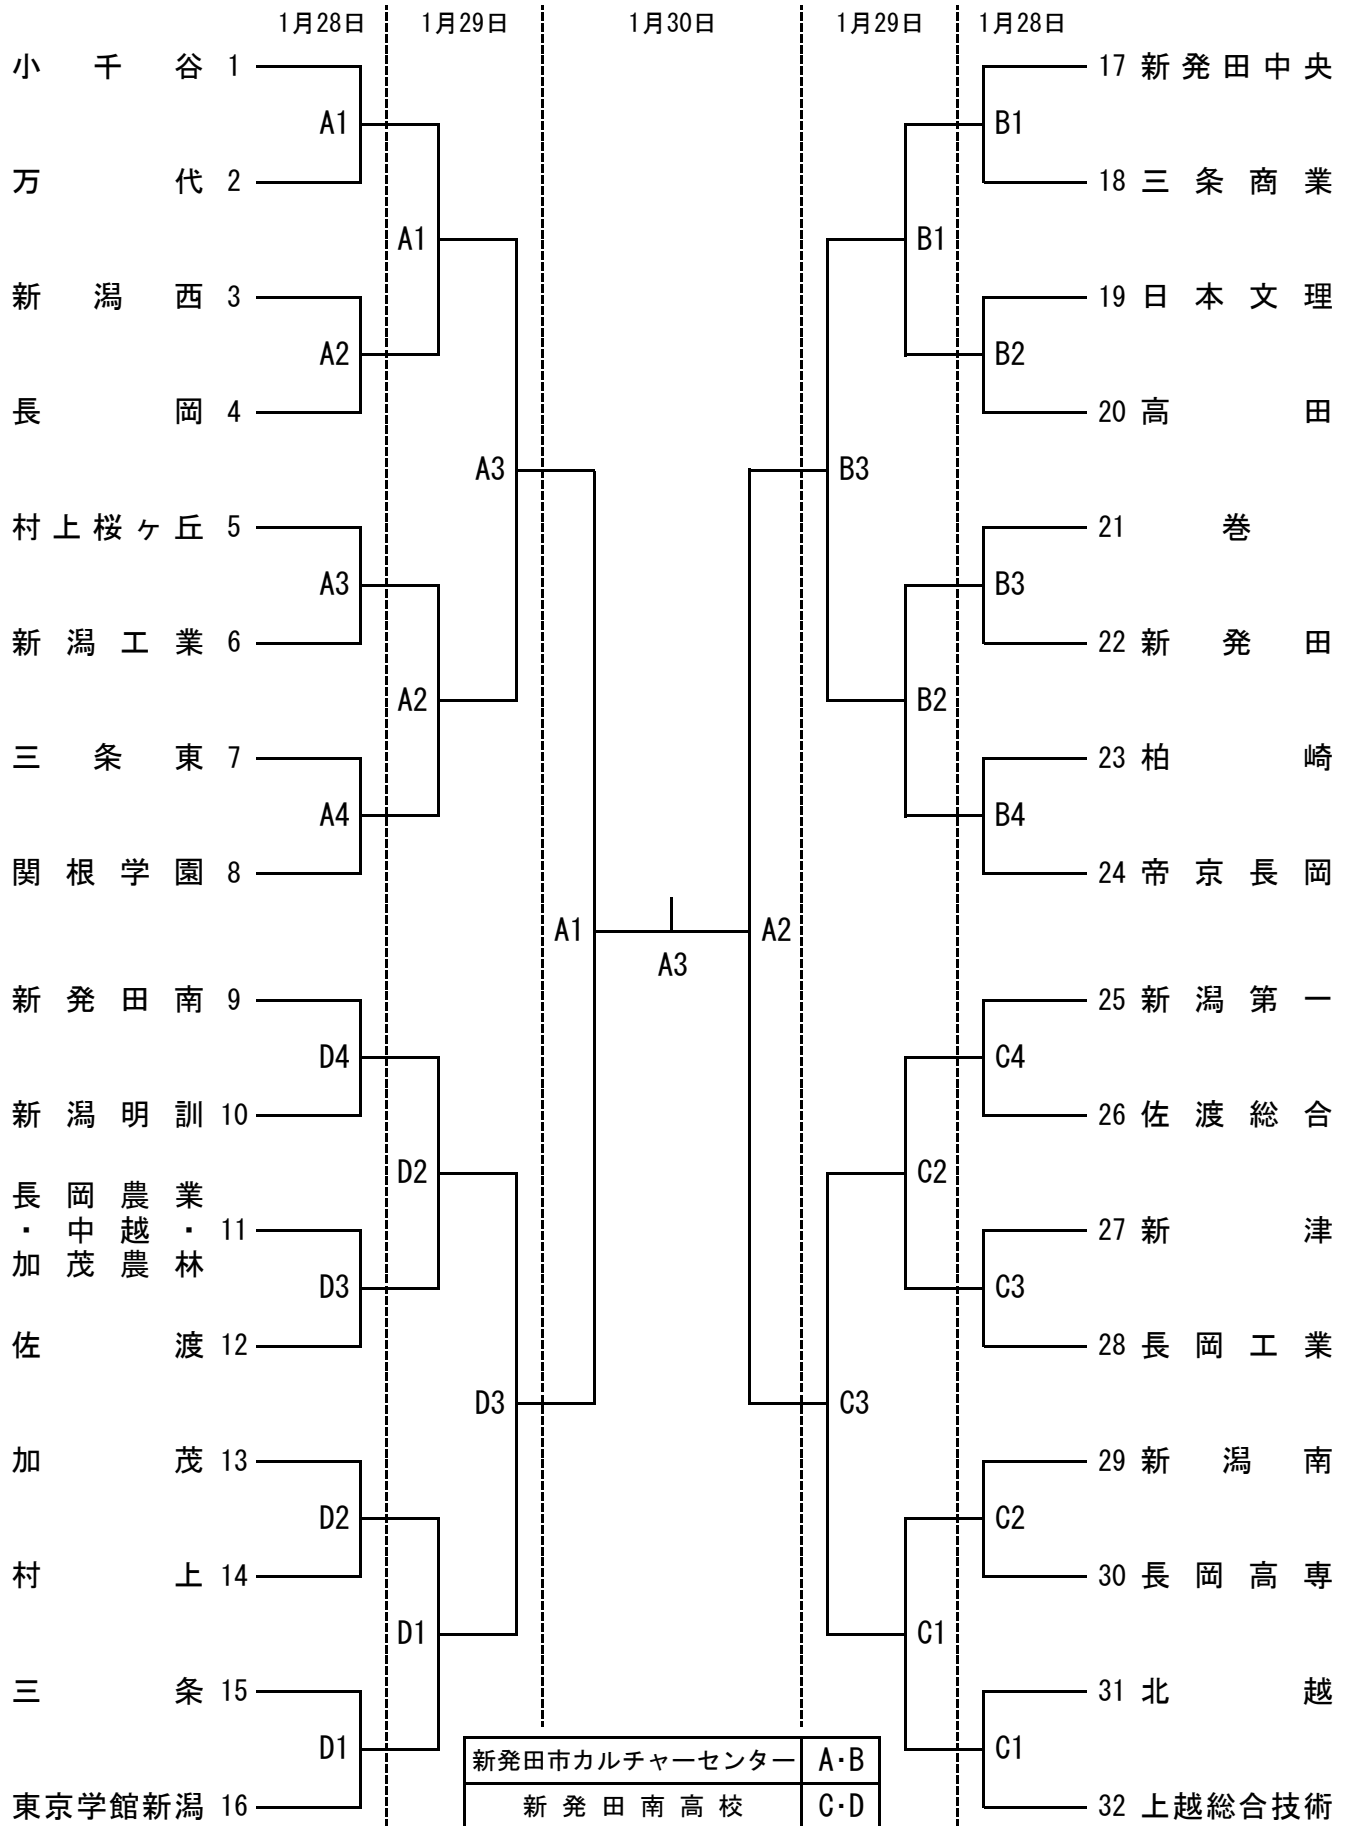 1月28日 1月29日 1月30日 1月29日 1月28日
小千谷 1 17 新発田中央
A1 B1
万代 2 18 三条商業
A1 B1
新潟西 3 19 日本文理
A2 B2
長岡 4 20 高田
A3 B3
村上桜ヶ丘 5 21 巻
A3 B3
新潟工業 6 22 新発田
A2 B2
三条東 7 23 柏崎
A4 B4
関根学園 8 24 帝京長岡
A1 A2
A3
新発田南 9 25 新潟第一
D4 C4
新潟明訓 10 26 佐渡総合
D2 C2
長岡農業
・中越・ 11 27 新津
加茂農林
D3 C3
佐渡 12 28 長岡工業
D3 C3
加茂 13 29 新潟南
D2 C2
村上 14 30 長岡高専
D1 C1
三条 15 31 北越
D1 C1
新発田市カルチャーセンター A・B
東京学館新潟 16 32 上越総合技術
新発田南高校 C・D